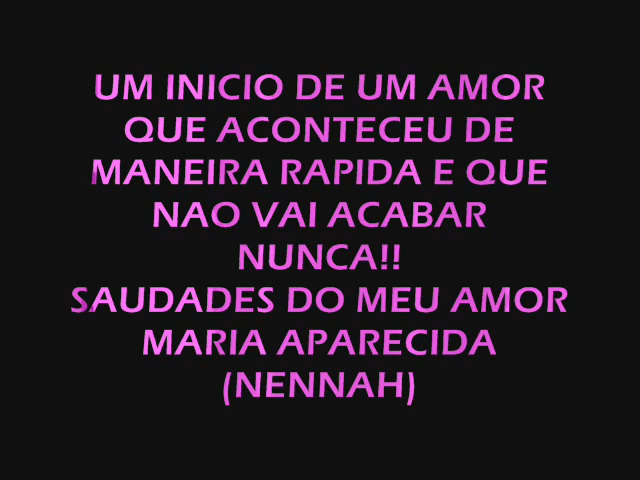 UM INICIO DE UM AMOR
QUE ACONTECEU DE
MANEIRA RAPIDA E QUE
NAO VAI ACABAR
NUNCA!!
SAUDADES DO MEU AMOR
MARIA APARECIDA
(NENNAH)